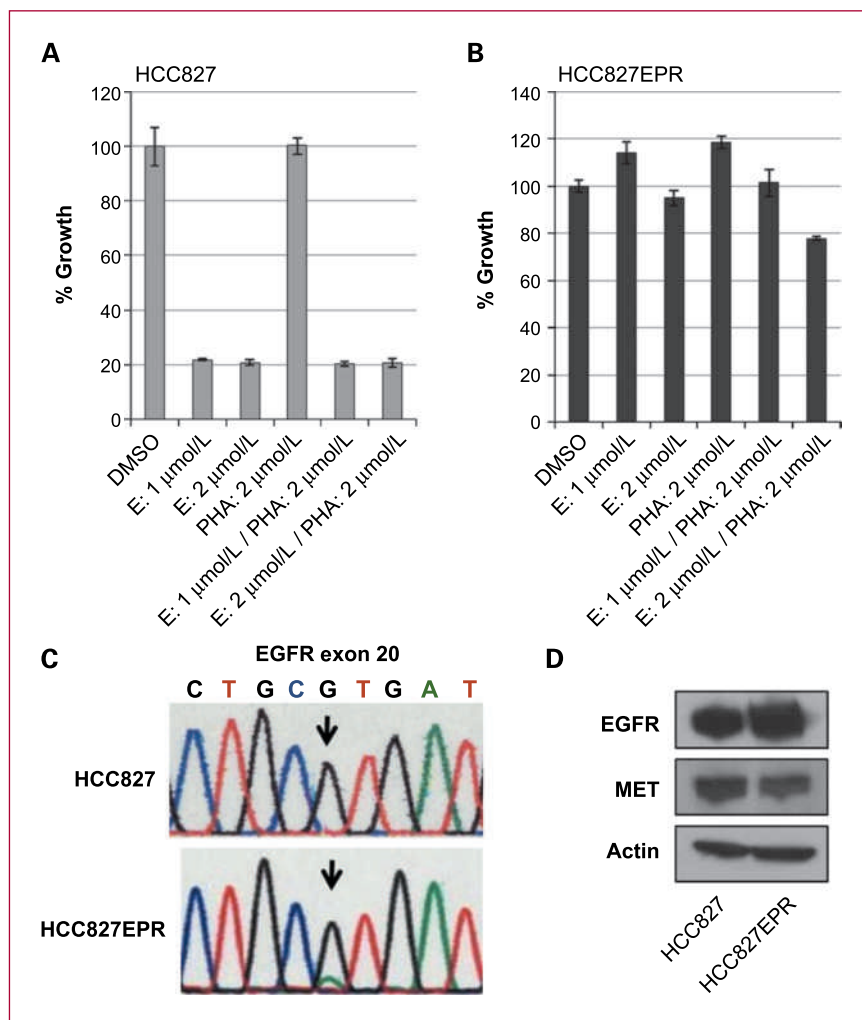 A
HCC827
% Growth
120
100
80
60
40
20
0
DMSO
E: 1 µmol/L
E: 2 µmol/L
PHA: 2 µmol/L
E: 1 µmol/L / PHA: 2 µmol/L
E: 2 µmol/L / PHA: 2 µmol/L
B
HCC827EPR
% Growth
140
120
100
80
60
40
20
0
DMSO
E: 1 µmol/L
E: 2 µmol/L
PHA: 2 µmol/L
E: 1 µmol/L / PHA: 2 µmol/L
E: 2 µmol/L / PHA: 2 µmol/L
C
EGFR exon 20
C T G C G T G A T
HCC827
HCC827EPR
D
EGFR
MET
Actin
HCC827
HCC827EPR